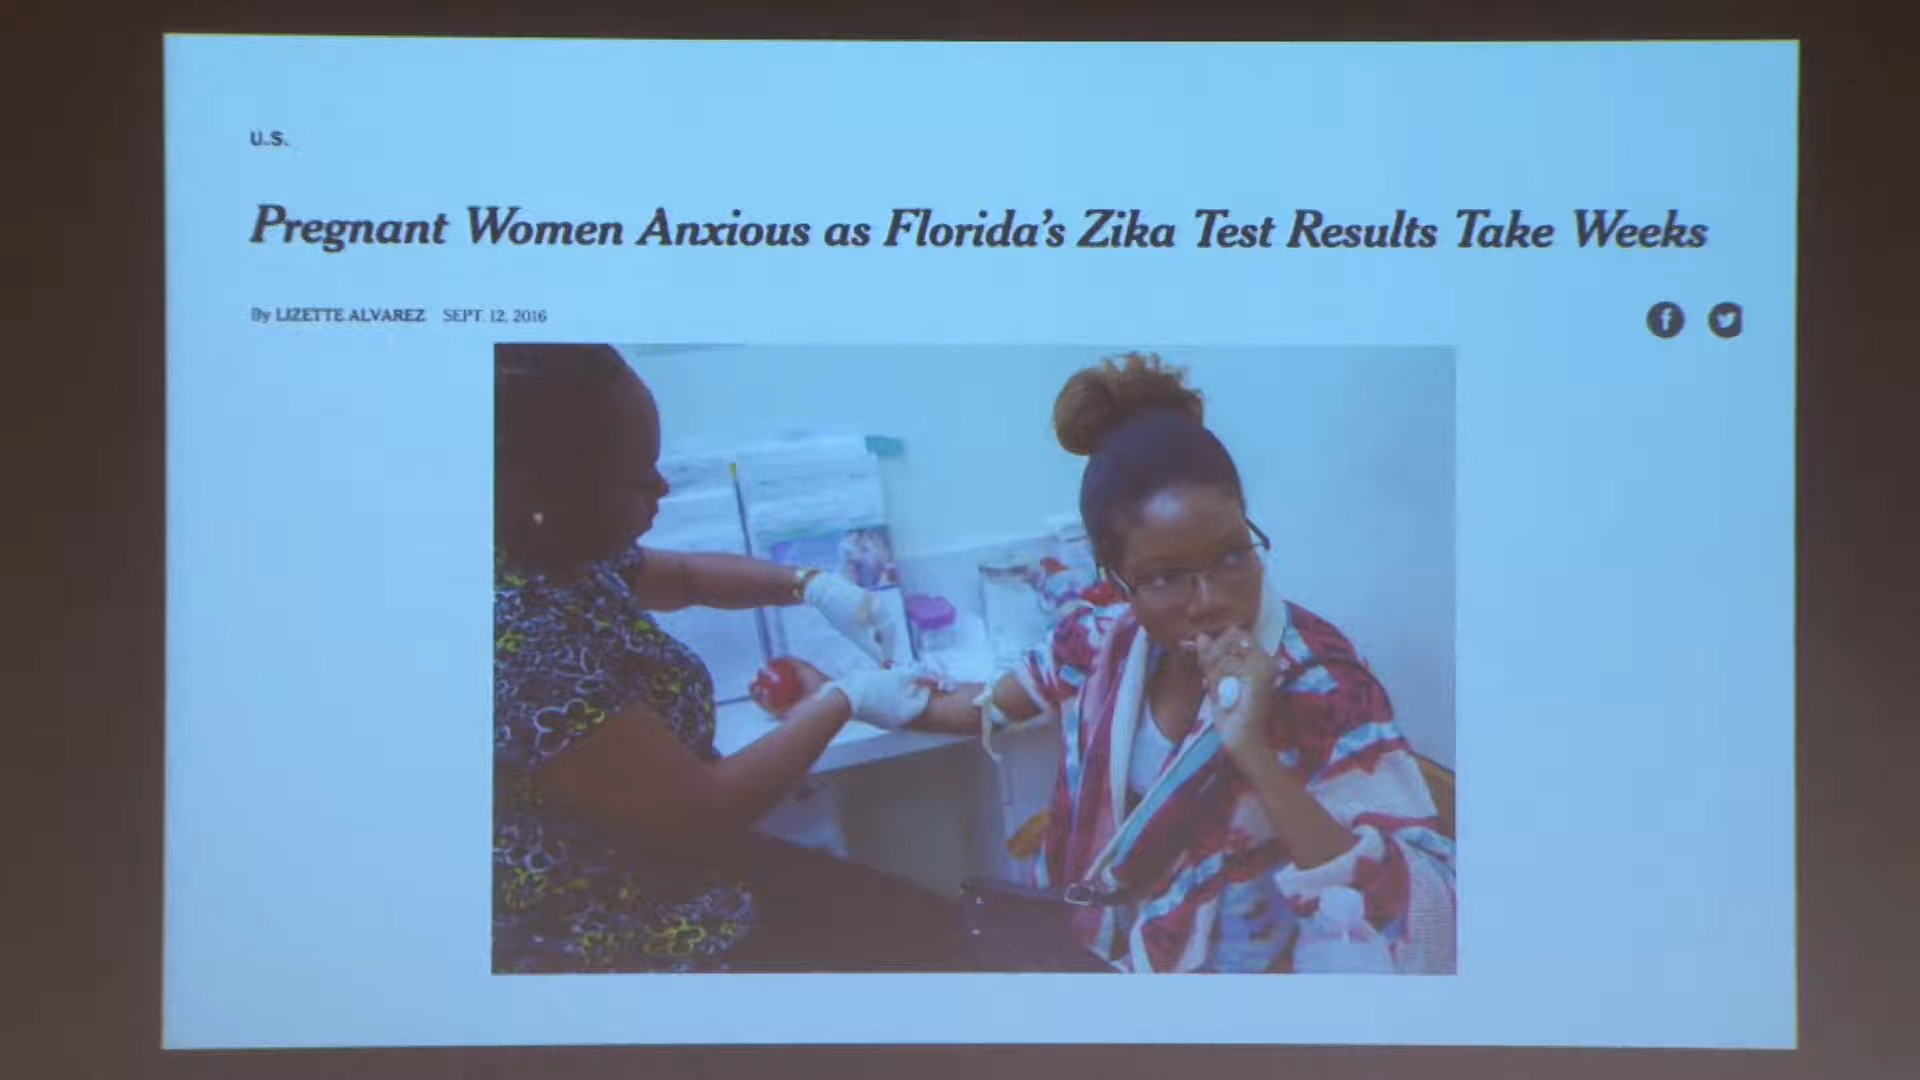 U.S.
Pregnant Women Anxious as Florida's Zika Test Results Take Weeks
By LIZETTE ALVAREZ SEPT. 12, 2016